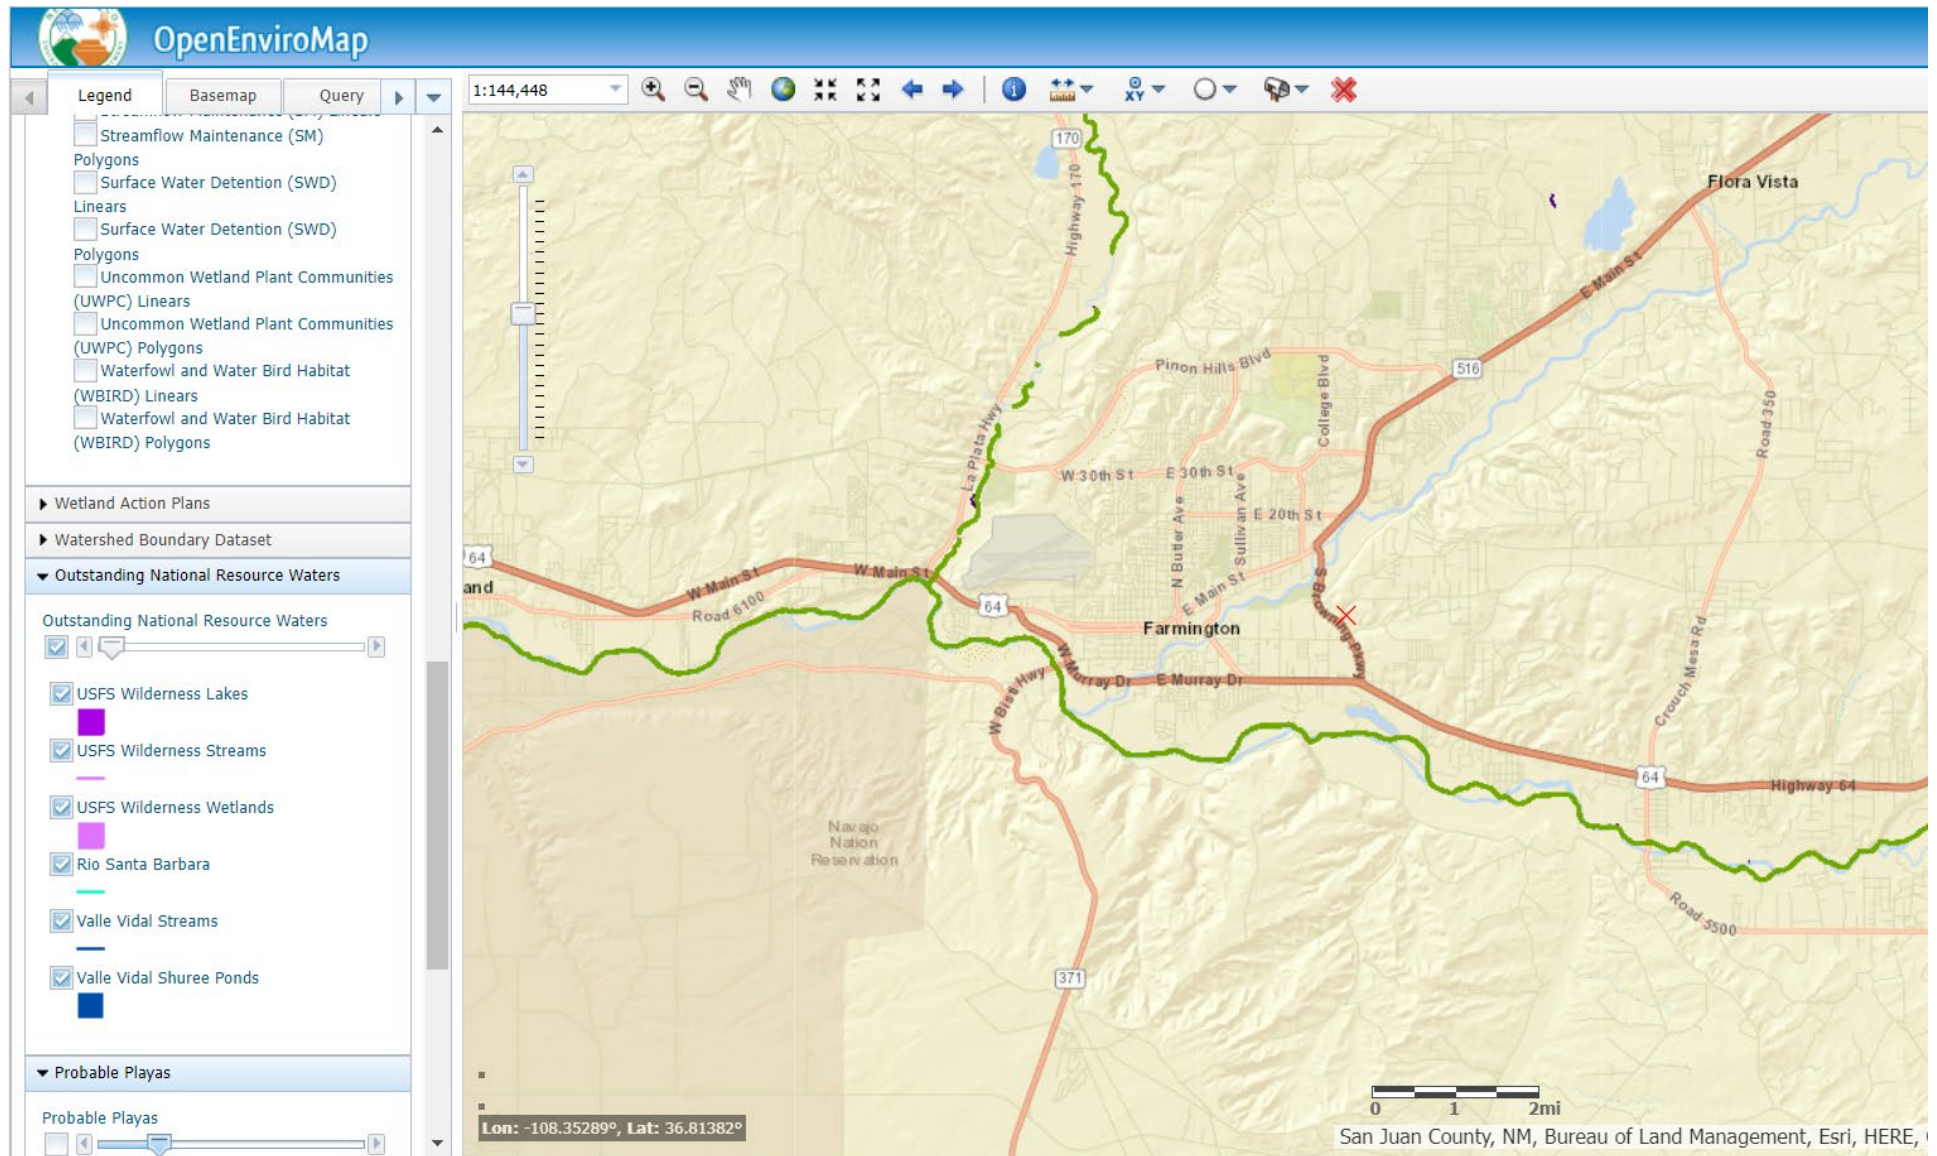 OpenEnviroMap
Legend
Basemap
Query
1:144,448
XY
Streamflow Maintenance (SM)
Polygons
Surface Water Detention (SWD)
Linears
Surface Water Detention (SWD)
Polygons
Uncommon Wetland Plant Communities
(UWPC) Linears
Uncommon Wetland Plant Communities
(UWPC) Polygons
Waterfowl and Water Bird Habitat
(WBIRD) Linears
Waterfowl and Water Bird Habitat
(WBIRD) Polygons
Wetland Action Plans
Watershed Boundary Dataset
Outstanding National Resource Waters
Outstanding National Resource Waters
USFS Wilderness Lakes
USFS Wilderness Streams
USFS Wilderness Wetlands
Rio Santa Barbara
Valle Vidal Streams
Valle Vidal Shuree Ponds
Probable Playas
Probable Playas
170
Highway 170
Flora Vista
E Main St
516
Pinon Hills Blvd
College Blvd
Road 350
La Plata Hwy
W 30th St
E 30th St
N Butler Ave
Sullivan Ave
E 20th St
64
and
W Main St
W Main St
Road 6100
64
E Main St
S Browning Pkwy
Farmington
W Murray Dr
E Murray Dr
W Bisti Hwy
Crouch Mesa Rd
64
Highway 64
Navajo
Nation
Reservation
Road 5500
371
0 1 2mi
Lon: -108.35289°, Lat: 36.81382°
San Juan County, NM, Bureau of Land Management, Esri, HERE,